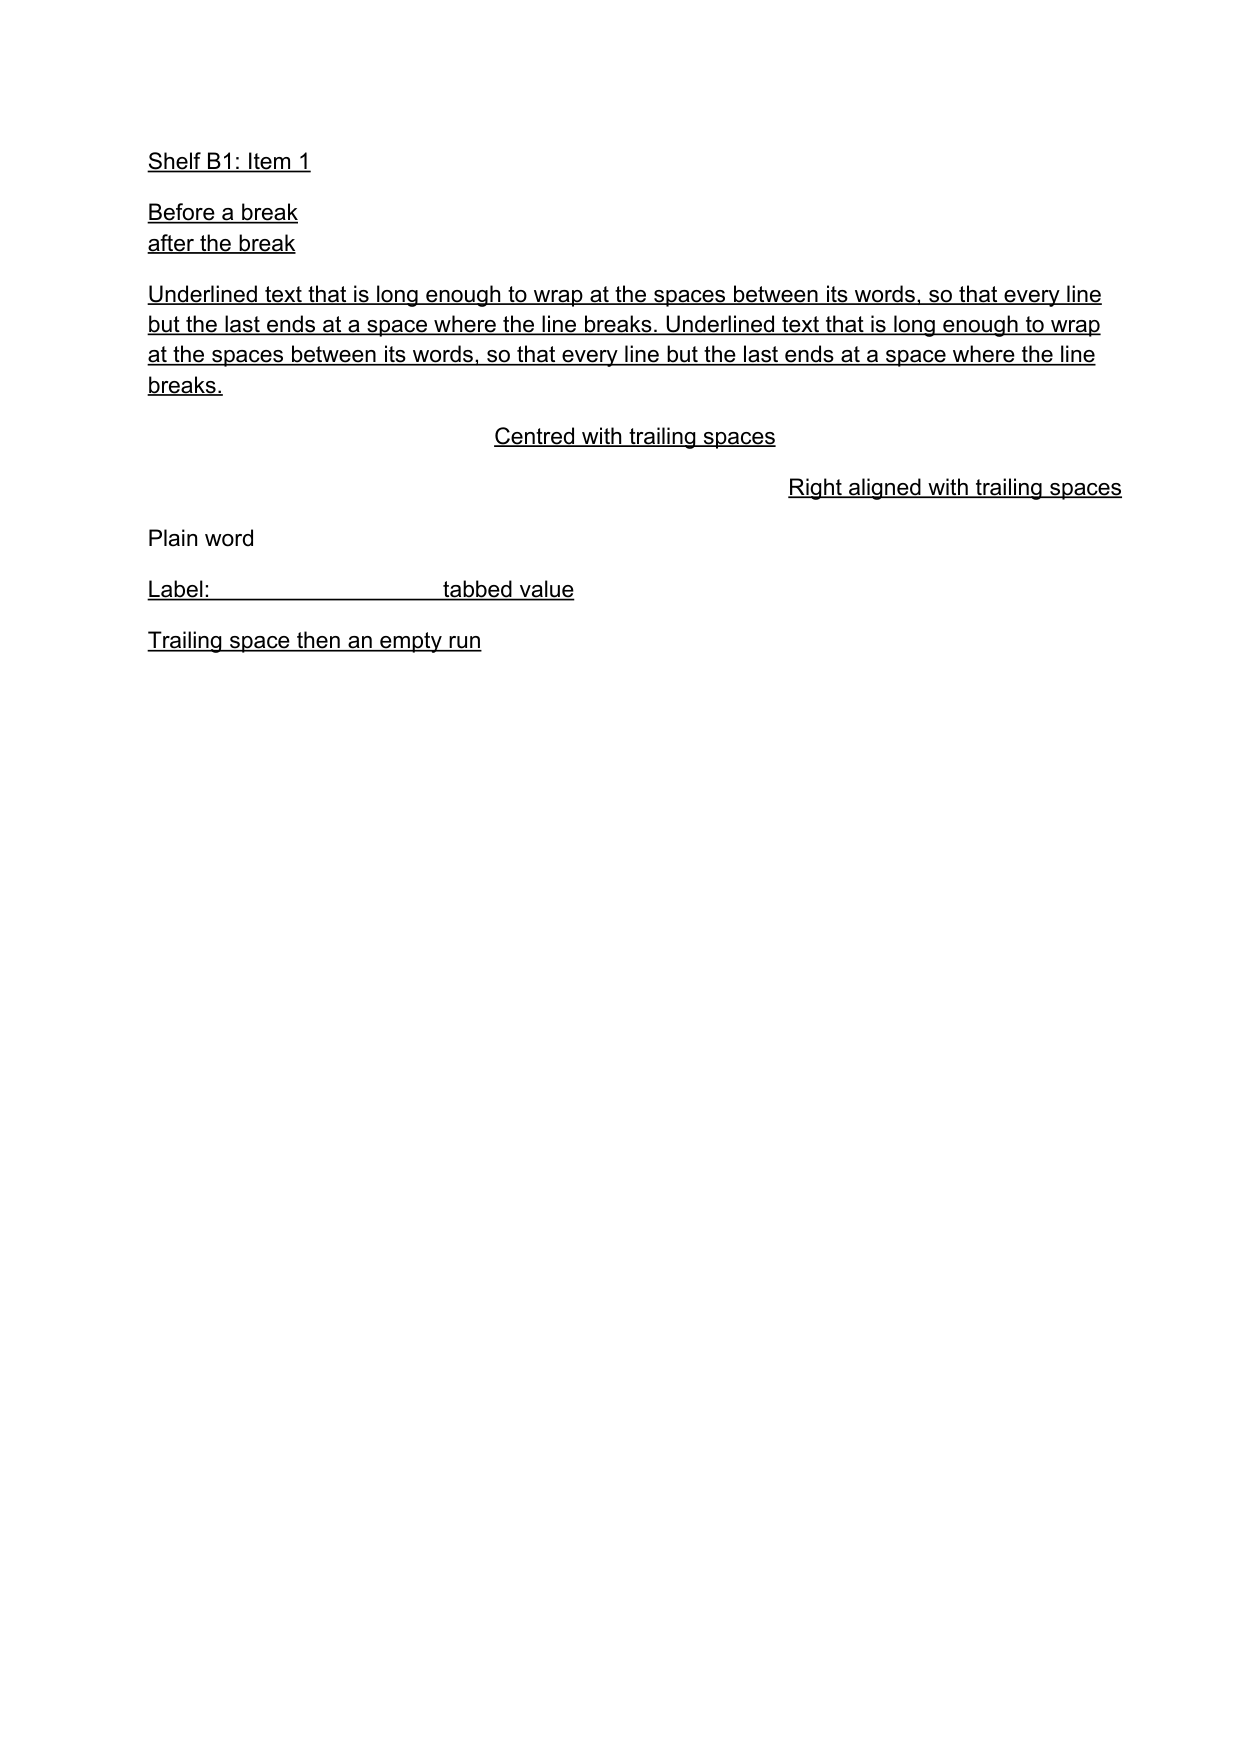 Shelf B1: Item 1
Before a break
after the break
Underlined text that is long enough to wrap at the spaces between its words, so that every line
but the last ends at a space where the line breaks. Underlined text that is long enough to wrap
at the spaces between its words, so that every line but the last ends at a space where the line
breaks.
Centred with trailing spaces
Right aligned with trailing spaces
Plain word
Label: tabbed value
Trailing space then an empty run